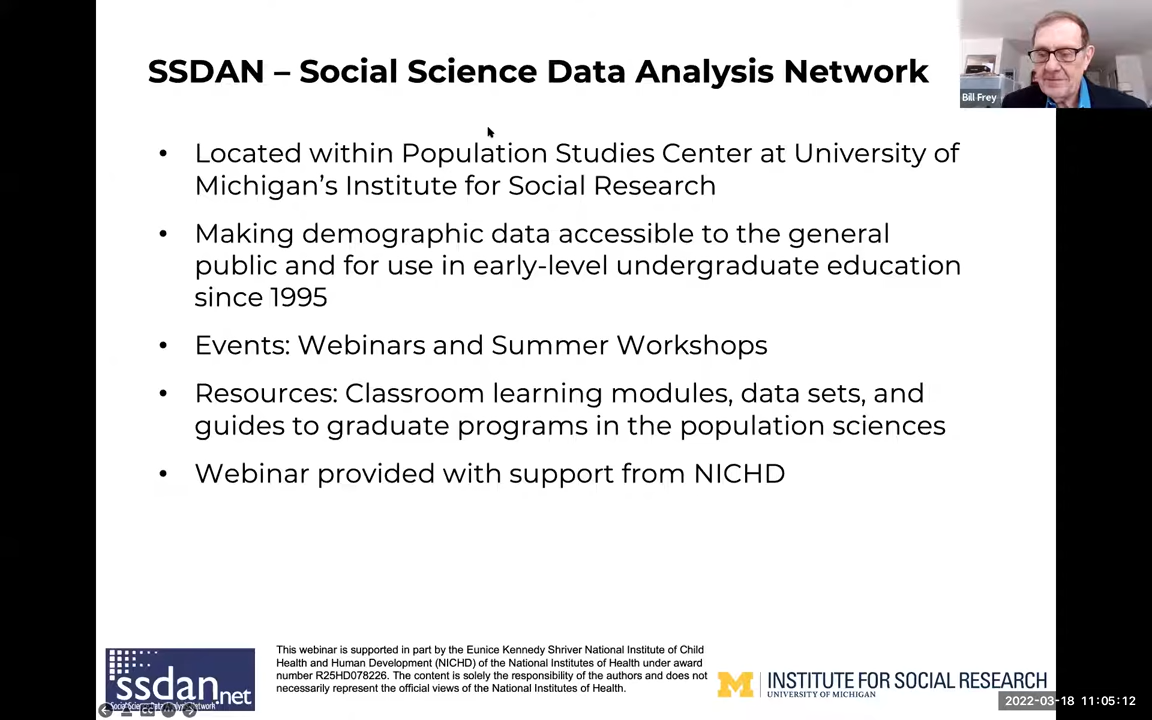 SSDAN – Social Science Data Analysis Network
Bill Frey
• Located within Population Studies Center at University of
Michigan’s Institute for Social Research
• Making demographic data accessible to the general
public and for use in early-level undergraduate education
since 1995
• Events: Webinars and Summer Workshops
• Resources: Classroom learning modules, data sets, and
guides to graduate programs in the population sciences
• Webinar provided with support from NICHD
ssdan.net
Social Science Data Analysis Network
This webinar is supported in part by the Eunice Kennedy Shriver National Institute of Child
Health and Human Development (NICHD) of the National Institutes of Health under award
number R25HD078226. The content is solely the responsibility of the authors and does not
necessarily represent the official views of the National Institutes of Health.
M INSTITUTE FOR SOCIAL RESEARCH
UNIVERSITY OF MICHIGAN
2022-03-18 11:05:12